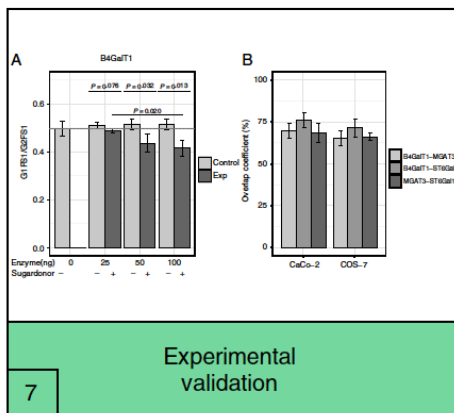 B4GalT1
A
B
P=0.076
P=0.032
P=0.013
P=0.020
G1FS1/G2FS1
0.6
0.4
0.2
0.0
Control
Exp
Enzyme(ng) 0 25 50 100
Sugardonor − − + − + − +
Overlap coefficient (%)
100
75
50
25
0
B4GalT1−MGAT3
B4GalT1−ST6Gal
MGAT3−ST6Gal1
CaCo−2 COS−7
Experimental
validation
7